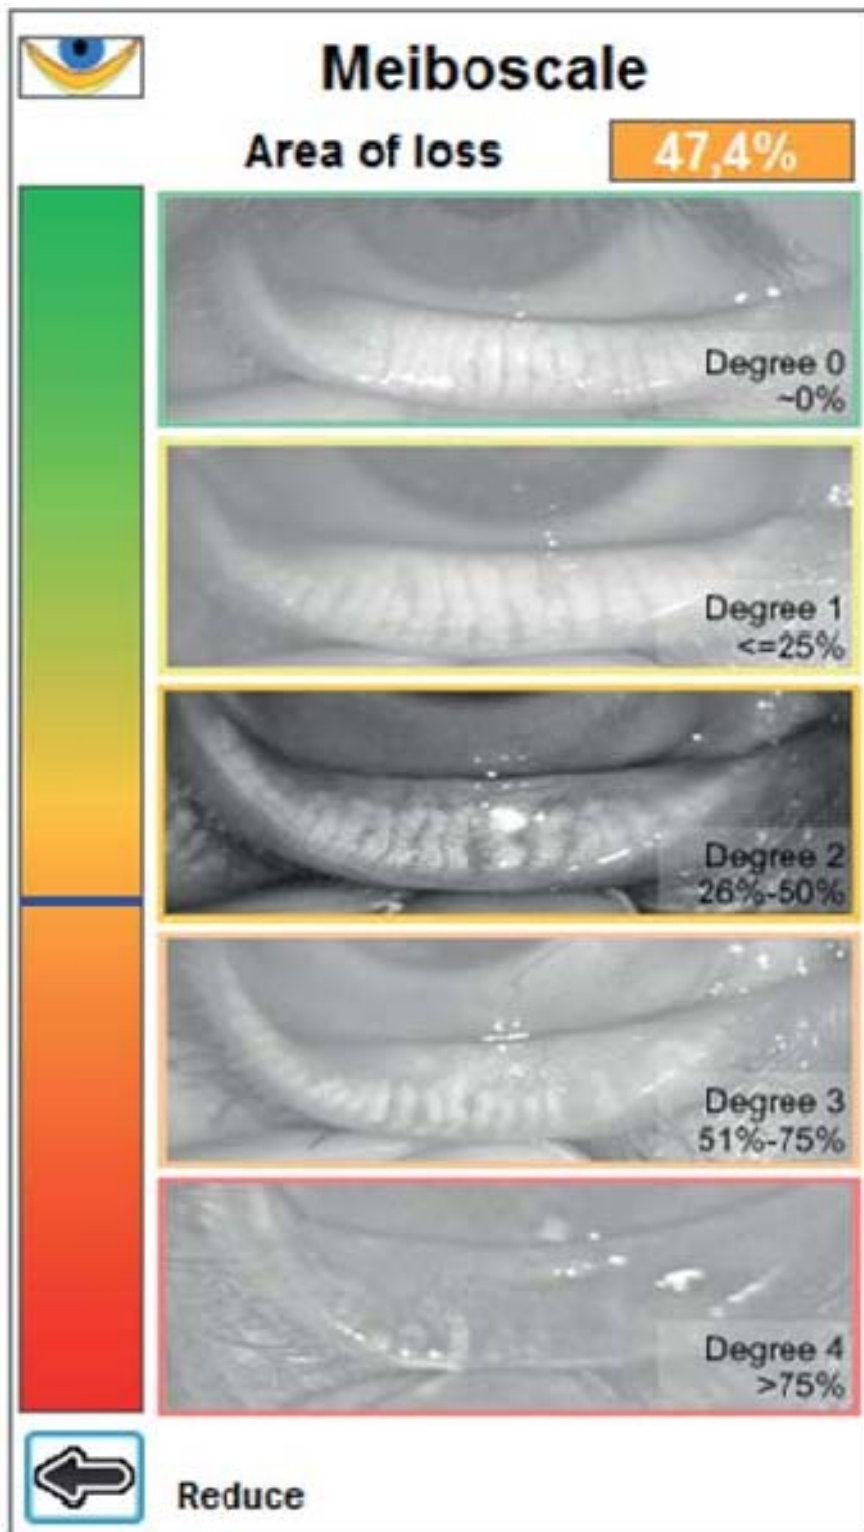 Meiboscale
Area of loss
47,4%
Degree 0
~0%
Degree 1
<=25%
Degree 2
26%-50%
Degree 3
51%-75%
Degree 4
>75%
Reduce